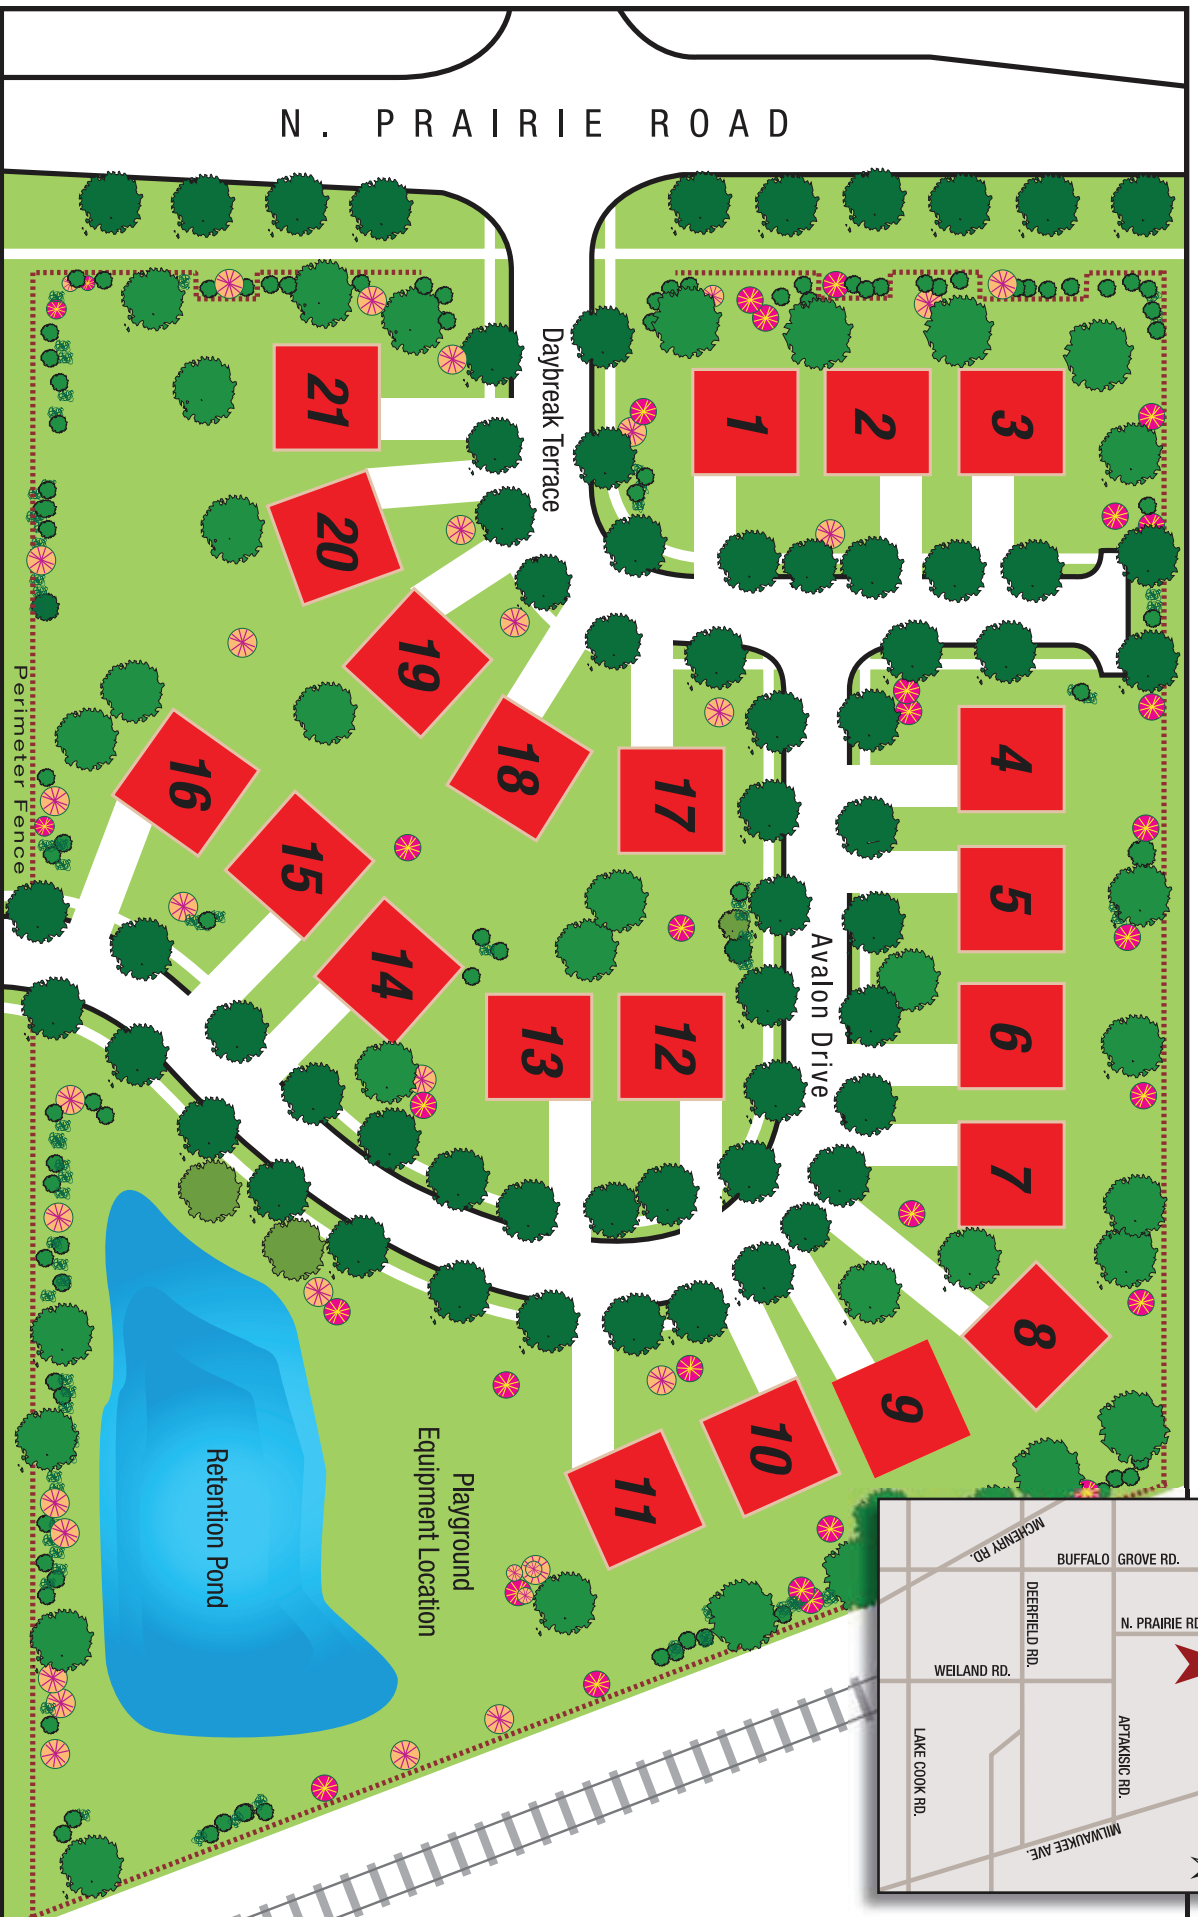 N. PRAIRIE ROAD
Daybreak Terrace
21
1
2
3
20
19
18
17
16
15
14
13
12
4
5
6
7
8
9
10
11
Perimeter Fence
Avalon Drive
Retention Pond
Playground
Equipment Location
MCHENRY RD.
BUFFALO GROVE RD.
DEERFIELD RD.
N. PRAIRIE RD
WEILAND RD.
APTAKISIC RD.
LAKE COOK RD.
MILWAUKEE AVE.